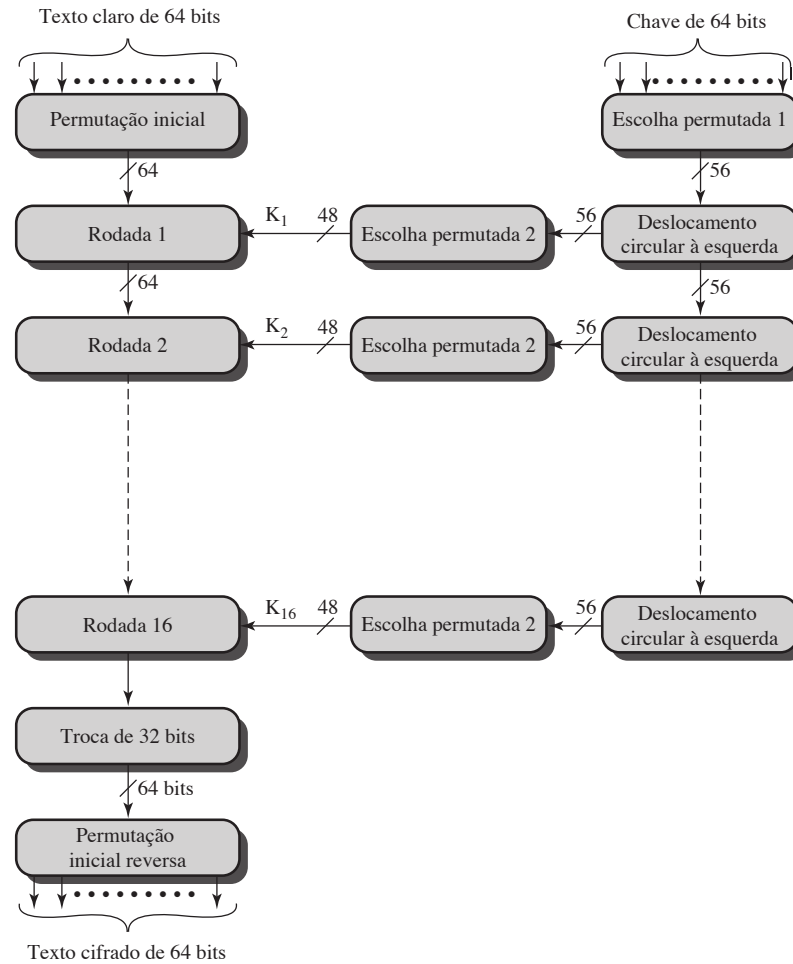 Texto claro de 64 bits
Chave de 64 bits
Permutação inicial
Escolha permutada 1
64
56
Rodada 1
K1
48
Escolha permutada 2
56
Deslocamento
circular à esquerda
64
56
Rodada 2
K2
48
Escolha permutada 2
56
Deslocamento
circular à esquerda
Rodada 16
K16
48
Escolha permutada 2
56
Deslocamento
circular à esquerda
Troca de 32 bits
64 bits
Permutação
inicial reversa
Texto cifrado de 64 bits